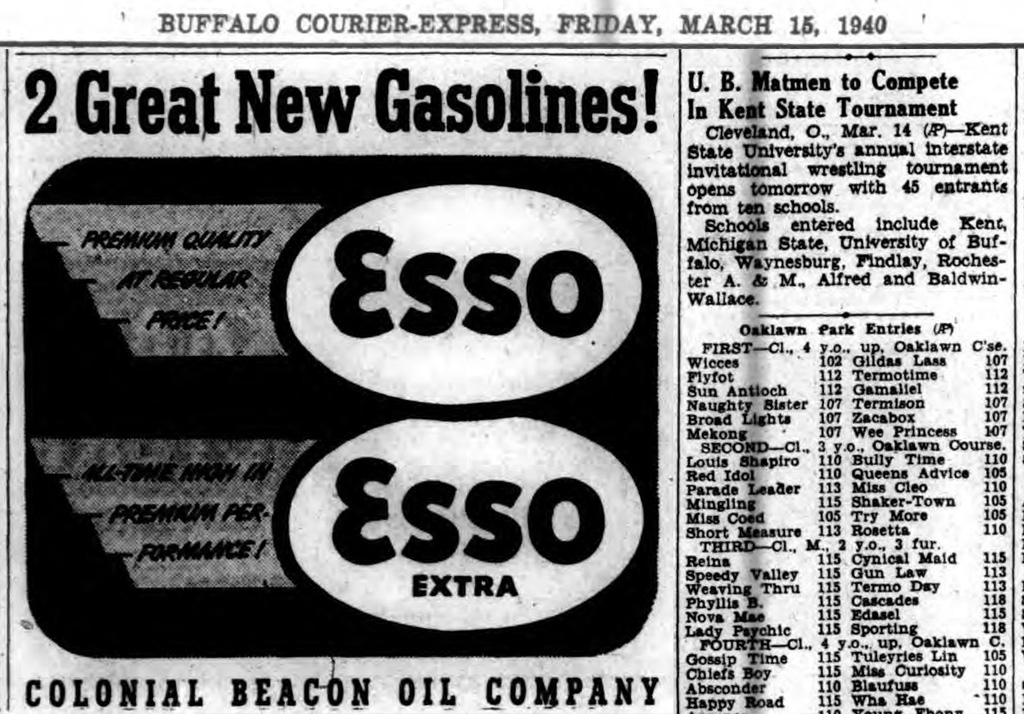 BUFFALO COURIER-EXPRESS, FRIDAY, MARCH 15, 1940
2 Great New Gasolines!
PREMIUM QUALITY
AT REGULAR
PRICE!
Esso
ALL-TIME HIGH IN
PREMIUM PER-
FORMANCE!
Esso
EXTRA
COLONIAL BEACON OIL COMPANY
U. B. Matmen to Compete
In Kent State Tournament
Cleveland, O., Mar. 14 (AP)—Kent
State University's annual interstate
invitational wrestling tournament
opens tomorrow with 45 entrants
from ten schools.
Schools entered include Kent,
Michigan State, University of Buf-
falo, Waynesburg, Findlay, Roches-
ter A. & M., Alfred and Baldwin-
Wallace.
Oaklawn Park Entries (AP)
FIRST—Cl., 4 y.o., up, Oaklawn C'se.
Wicces 102 Gildas Lass 107
Flyfot 112 Termotime 112
Sun Antioch 112 Gamaliel 112
Naughty Sister 107 Termison 107
Broad Lights 107 Zacabox 107
Mekong 107 Wee Princess 107
SECOND—Cl., 3 y.o., Oaklawn Course.
Louis Shapiro 110 Bully Time 110
Red Idol 110 Queens Advice 105
Parade Leader 113 Miss Cleo 110
Mingling 115 Shaker-Town 105
Miss Coed 105 Try More 105
Short Measure 113 Rosetta 110
THIRD—Cl., M., 2 y.o., 3 fur.
Reina 115 Cynical Maid 115
Speedy Valley 115 Gun Law 113
Weaving Thru 115 Termo Day 113
Phyllis B. 115 Cascades 118
Nova Mae 115 Edasel 115
Lady Psychic 115 Sporting 118
FOURTH—Cl., 4 y.o., up, Oaklawn C.
Gossip Time 115 Tuleyries Lin 105
Chiefs Boy 115 Miss Curiosity 110
Absconder 110 Blaufuss 110
Happy Road 115 Wha Hae 110